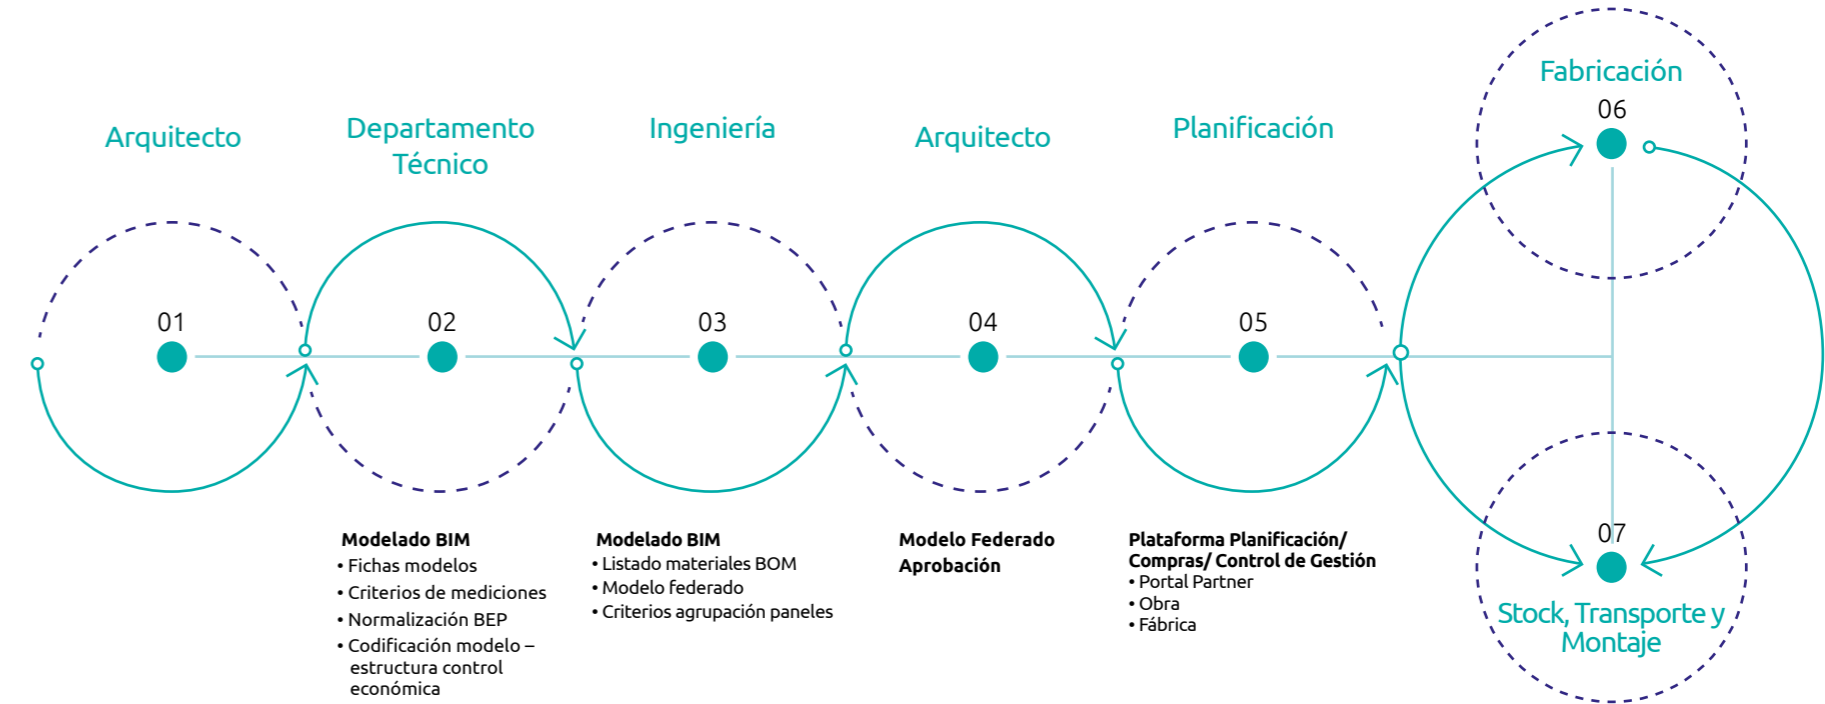 Arquitecto
01
Departamento
Técnico
02
Modelado BIM
• Fichas modelos
• Criterios de mediciones
• Normalización BEP
• Codificación modelo –
estructura control
económica
Ingeniería
03
Modelado BIM
• Listado materiales BOM
• Modelo federado
• Criterios agrupación paneles
Arquitecto
04
Modelo Federado
Aprobación
Planificación
05
Plataforma Planificación/
Compras/ Control de Gestión
• Portal Partner
• Obra
• Fábrica
Fabricación
06
07
Stock, Transporte y
Montaje